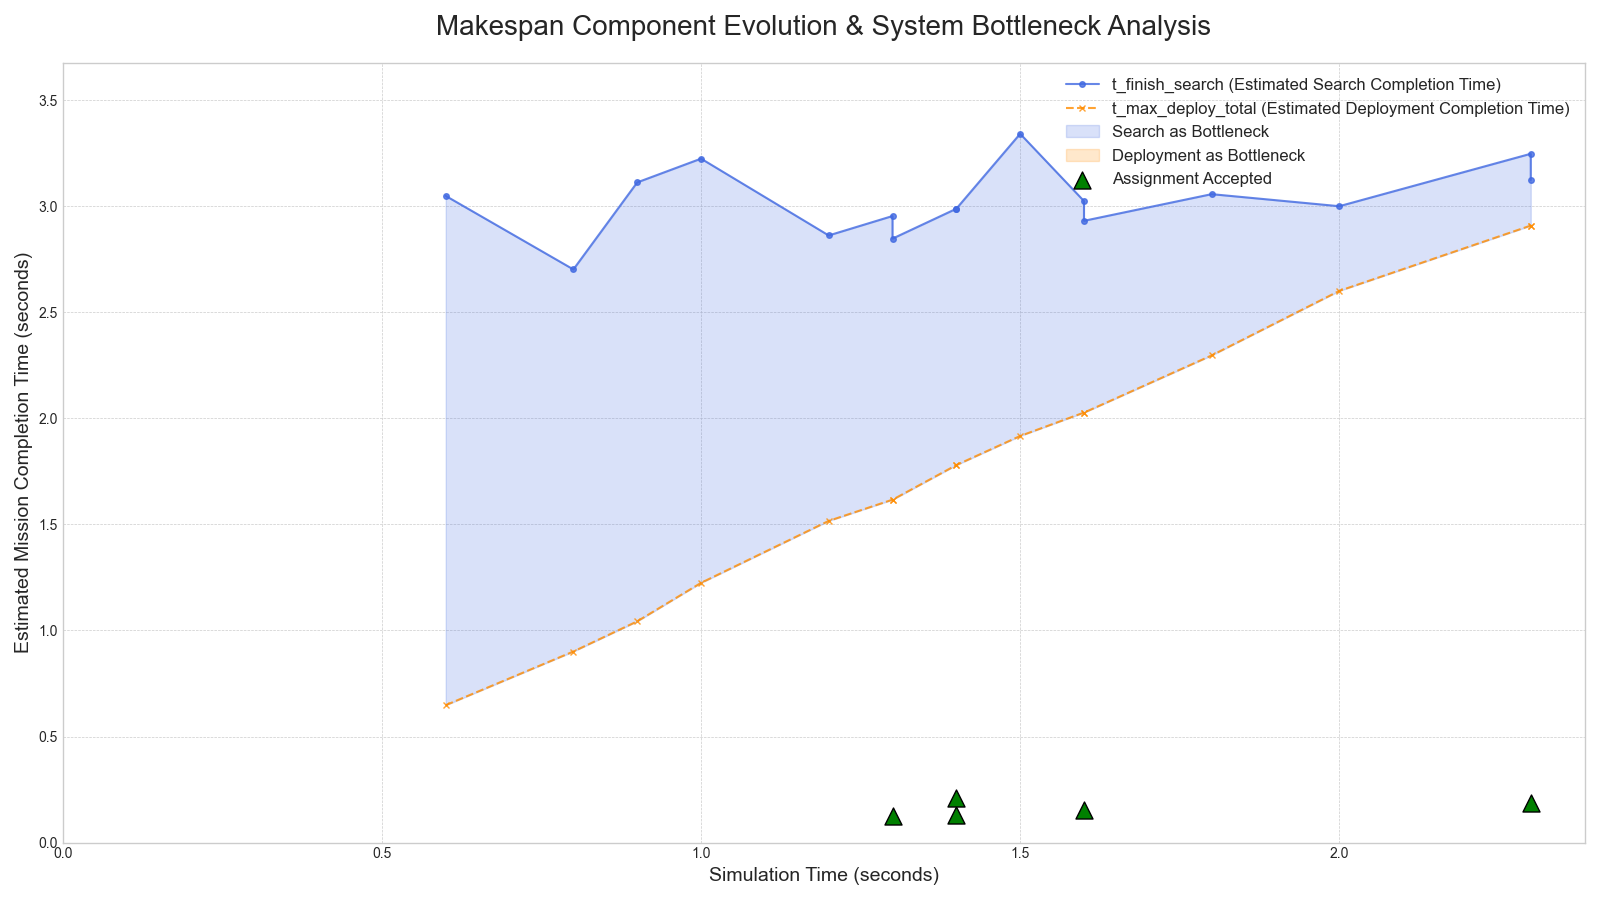 Makespan Component Evolution & System Bottleneck Analysis
t_finish_search (Estimated Search Completion Time)
t_max_deploy_total (Estimated Deployment Completion Time)
Search as Bottleneck
Deployment as Bottleneck
Assignment Accepted
Estimated Mission Completion Time (seconds)
3.5
3.0
2.5
2.0
1.5
1.0
0.5
0.0
0.0
0.5
1.0
1.5
2.0
Simulation Time (seconds)